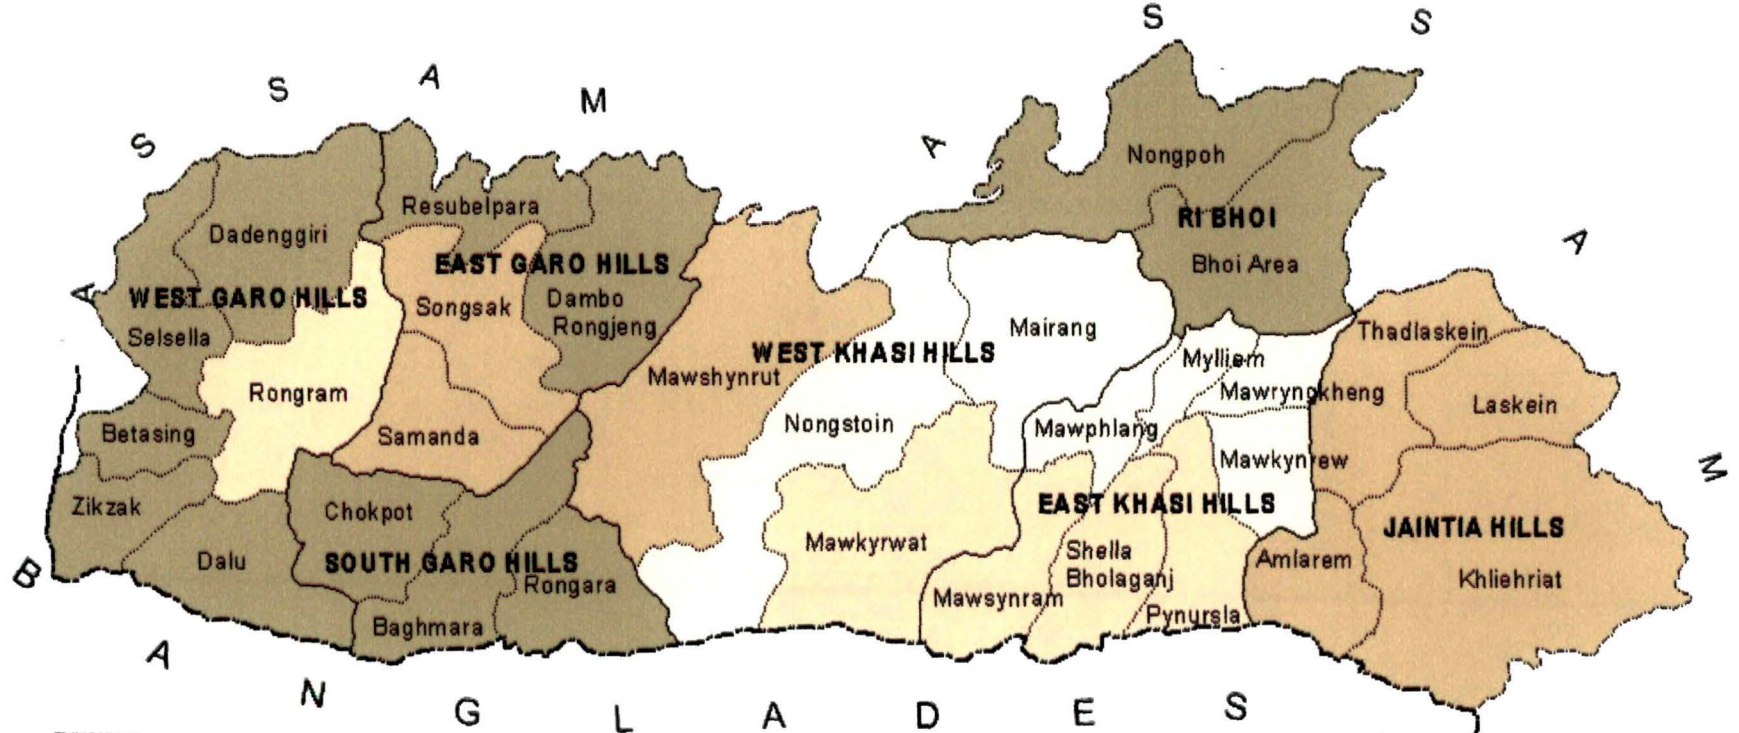 A S S A M
A S S A M
B A N G L A D E S
WEST GARO HILLS
Dadenggiri
Selsella
Rongram
Betasing
Zikzak
Dalu
EAST GARO HILLS
Resubelpara
Songsak
Dambo
Rongjeng
Samanda
SOUTH GARO HILLS
Chokpot
Baghmara
Rongara
WEST KHASI HILLS
Mawshynrut
Nongstoin
Mairang
Mawkyrwat
RI BHOI
Nongpoh
Bhoi Area
EAST KHASI HILLS
Mylliem
Mawryngkheng
Mawphlang
Mawkynrew
Mawsynram
Shella
Bholaganj
Pynursla
JAINTIA HILLS
Thadlaskein
Laskein
Amlarem
Khliehriat